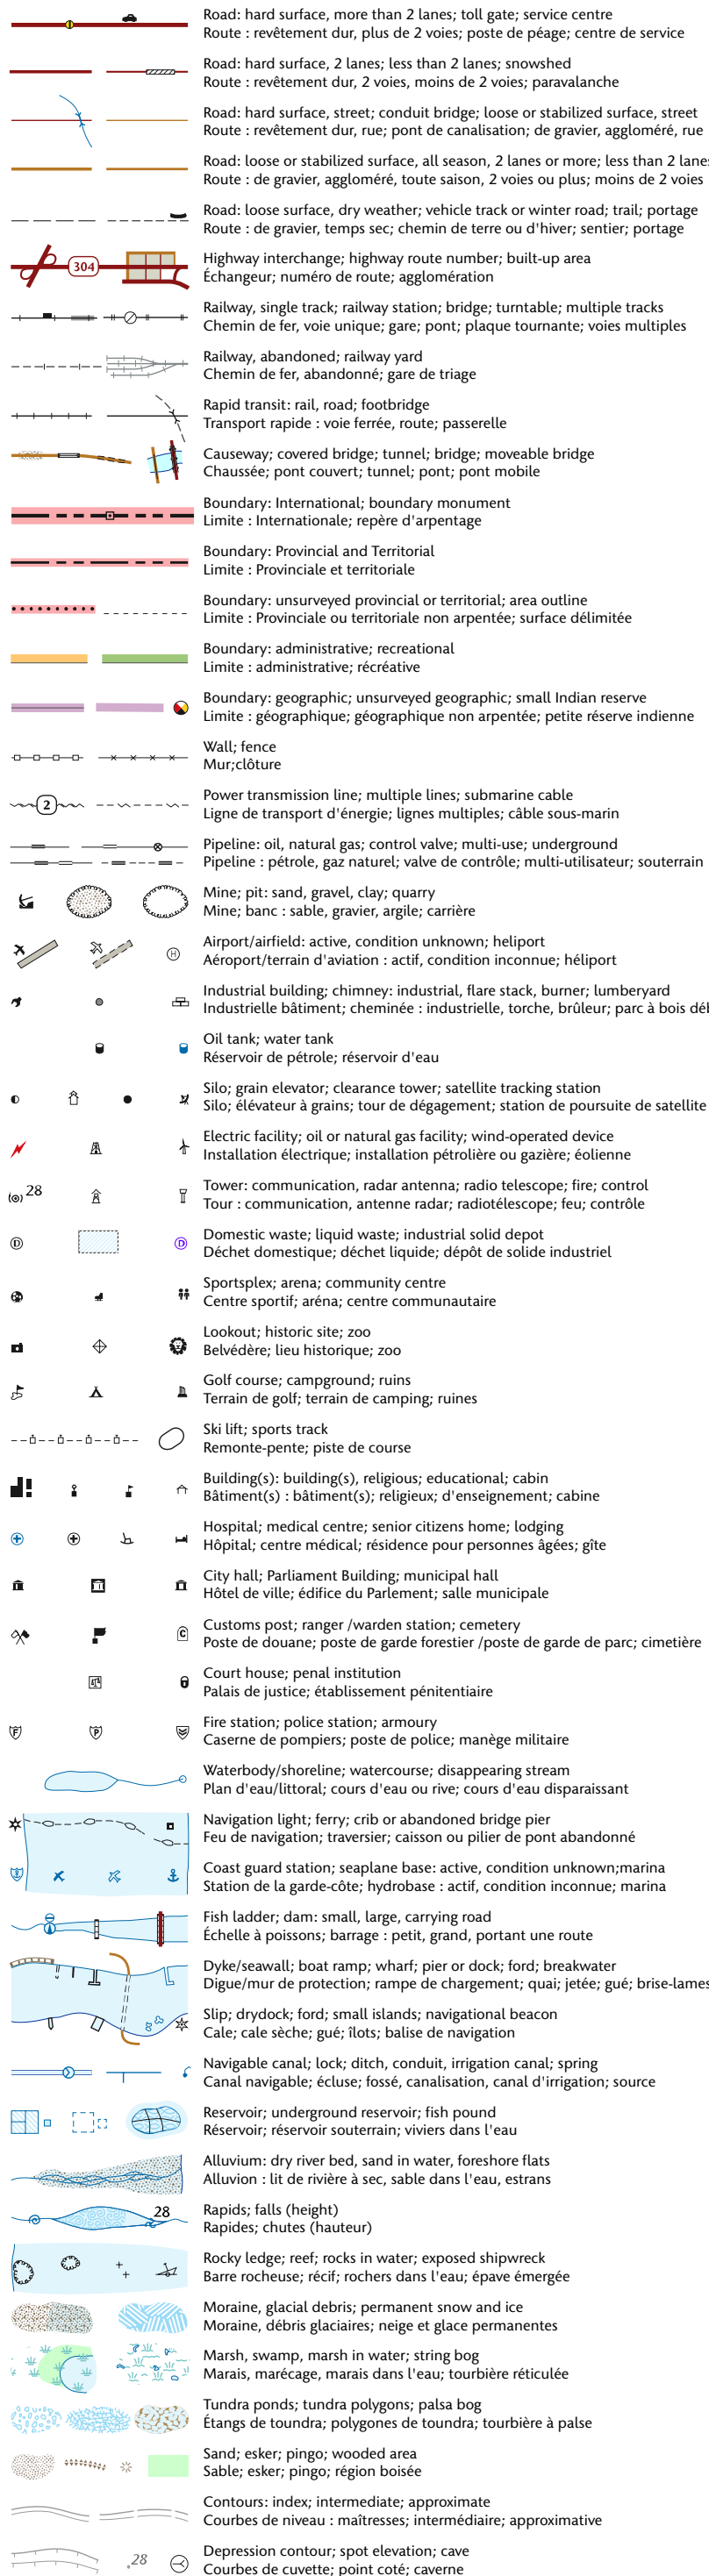 Road: hard surface, more than 2 lanes; toll gate; service centre
Route : revêtement dur, plus de 2 voies; poste de péage; centre de service
Road: hard surface, 2 lanes; less than 2 lanes; snowshed
Route : revêtement dur, 2 voies, moins de 2 voies; paravalanche
Road: hard surface, street; conduit bridge; loose or stabilized surface, street
Route : revêtement dur, rue; pont de canalisation; de gravier, aggloméré, rue
Road: loose or stabilized surface, all season, 2 lanes or more; less than 2 lanes
Route : de gravier, aggloméré, toute saison, 2 voies ou plus; moins de 2 voies
Road: loose surface, dry weather; vehicle track or winter road; trail; portage
Route : de gravier, temps sec; chemin de terre ou d'hiver; sentier; portage
304
Highway interchange; highway route number; built-up area
Échangeur; numéro de route; agglomération
Railway, single track; railway station; bridge; turntable; multiple tracks
Chemin de fer, voie unique; gare; pont; plaque tournante; voies multiples
Railway, abandoned; railway yard
Chemin de fer, abandonné; gare de triage
Rapid transit: rail, road; footbridge
Transport rapide : voie ferrée, route; passerelle
Causeway; covered bridge; tunnel; bridge; moveable bridge
Chaussée; pont couvert; tunnel; pont; pont mobile
Boundary: International; boundary monument
Limite : Internationale; repère d'arpentage
Boundary: Provincial and Territorial
Limite : Provinciale et territoriale
Boundary: unsurveyed provincial or territorial; area outline
Limite : Provinciale ou territoriale non arpentée; surface délimitée
Boundary: administrative; recreational
Limite : administrative; récréative
Boundary: geographic; unsurveyed geographic; small Indian reserve
Limite : géographique; géographique non arpentée; petite réserve indienne
Wall; fence
Mur;clôture
2
Power transmission line; multiple lines; submarine cable
Ligne de transport d'énergie; lignes multiples; câble sous-marin
Pipeline: oil, natural gas; control valve; multi-use; underground
Pipeline : pétrole, gaz naturel; valve de contrôle; multi-utilisateur; souterrain
Mine; pit: sand, gravel, clay; quarry
Mine; banc : sable, gravier, argile; carrière
H
Airport/airfield: active, condition unknown; heliport
Aéroport/terrain d'aviation : actif, condition inconnue; héliport
Industrial building; chimney: industrial, flare stack, burner; lumberyard
Industrielle bâtiment; cheminée : industrielle, torche, brûleur; parc à bois dé
Oil tank; water tank
Réservoir de pétrole; réservoir d'eau
Silo; grain elevator; clearance tower; satellite tracking station
Silo; élévateur à grains; tour de dégagement; station de poursuite de satellite
Electric facility; oil or natural gas facility; wind-operated device
Installation électrique; installation pétrolière ou gazière; éolienne
28
Tower: communication, radar antenna; radio telescope; fire; control
Tour : communication, antenne radar; radiotélescope; feu; contrôle
D D
Domestic waste; liquid waste; industrial solid depot
Déchet domestique; déchet liquide; dépôt de solide industriel
Sportsplex; arena; community centre
Centre sportif; aréna; centre communautaire
Lookout; historic site; zoo
Belvédère; lieu historique; zoo
Golf course; campground; ruins
Terrain de golf; terrain de camping; ruines
Ski lift; sports track
Remonte-pente; piste de course
Building(s): building(s), religious; educational; cabin
Bâtiment(s) : bâtiment(s); religieux; d'enseignement; cabine
Hospital; medical centre; senior citizens home; lodging
Hôpital; centre médical; résidence pour personnes âgées; gîte
City hall; Parliament Building; municipal hall
Hôtel de ville; édifice du Parlement; salle municipale
C
Customs post; ranger /warden station; cemetery
Poste de douane; poste de garde forestier /poste de garde de parc; cimetière
Court house; penal institution
Palais de justice; établissement pénitentiaire
F P
Fire station; police station; armoury
Caserne de pompiers; poste de police; manège militaire
Waterbody/shoreline; watercourse; disappearing stream
Plan d'eau/littoral; cours d'eau ou rive; cours d'eau disparaissant
Navigation light; ferry; crib or abandoned bridge pier
Feu de navigation; traversier; caisson ou pilier de pont abandonné
Coast guard station; seaplane base: active, condition unknown;marina
Station de la garde-côte; hydrobase : actif, condition inconnue; marina
Fish ladder; dam: small, large, carrying road
Échelle à poissons; barrage : petit, grand, portant une route
Dyke/seawall; boat ramp; wharf; pier or dock; ford; breakwater
Digue/mur de protection; rampe de chargement; quai; jetée; gué; brise-lames
Slip; drydock; ford; small islands; navigational beacon
Cale; cale sèche; gué; îlots; balise de navigation
Navigable canal; lock; ditch, conduit, irrigation canal; spring
Canal navigable; écluse; fossé, canalisation, canal d'irrigation; source
Reservoir; underground reservoir; fish pound
Réservoir; réservoir souterrain; viviers dans l'eau
Alluvium: dry river bed, sand in water, foreshore flats
Alluvion : lit de rivière à sec, sable dans l'eau, estrans
28
Rapids; falls (height)
Rapides; chutes (hauteur)
Rocky ledge; reef; rocks in water; exposed shipwreck
Barre rocheuse; récif; rochers dans l'eau; épave émergée
Moraine, glacial debris; permanent snow and ice
Moraine, débris glaciaires; neige et glace permanentes
Marsh, swamp, marsh in water; string bog
Marais, marécage, marais dans l'eau; tourbière réticulée
Tundra ponds; tundra polygons; palsa bog
Étangs de toundra; polygones de toundra; tourbière à palse
Sand; esker; pingo; wooded area
Sable; esker; pingo; région boisée
Contours: index; intermediate; approximate
Courbes de niveau : maîtresses; intermédiaire; approximative
.28
Depression contour; spot elevation; cave
Courbes de cuvette; point coté; caverne